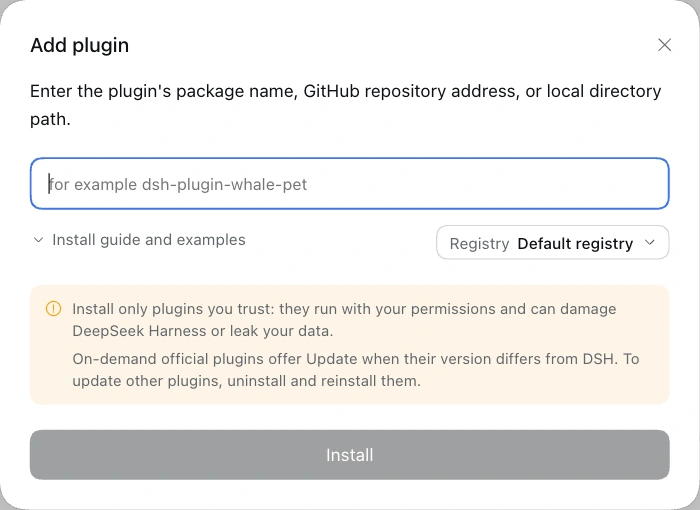 Add plugin
Enter the plugin's package name, GitHub repository address, or local directory
path.
for example dsh-plugin-whale-pet
Install guide and examples
Registry Default registry
Install only plugins you trust: they run with your permissions and can damage
DeepSeek Harness or leak your data.
On-demand official plugins offer Update when their version differs from DSH. To
update other plugins, uninstall and reinstall them.
Install